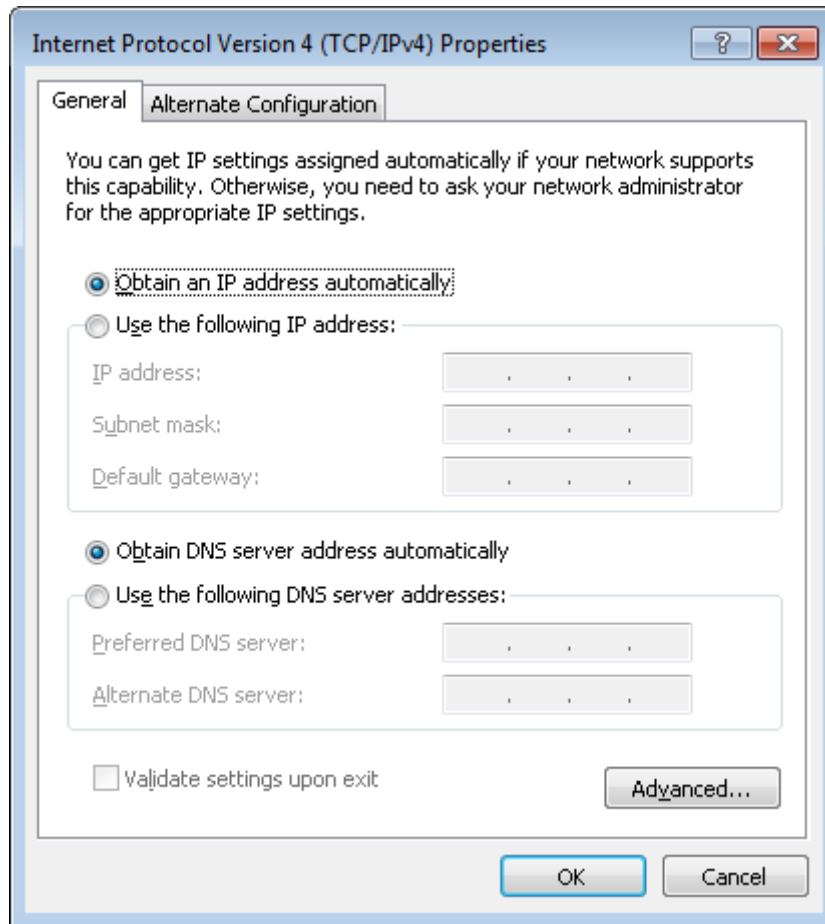 Internet Protocol Version 4 (TCP/IPv4) Properties
General
Alternate Configuration
You can get IP settings assigned automatically if your network supports
this capability. Otherwise, you need to ask your network administrator
for the appropriate IP settings.
Obtain an IP address automatically
Use the following IP address:
IP address:
Subnet mask:
Default gateway:
Obtain DNS server address automatically
Use the following DNS server addresses:
Preferred DNS server:
Alternate DNS server:
Validate settings upon exit
Advanced...
OK
Cancel